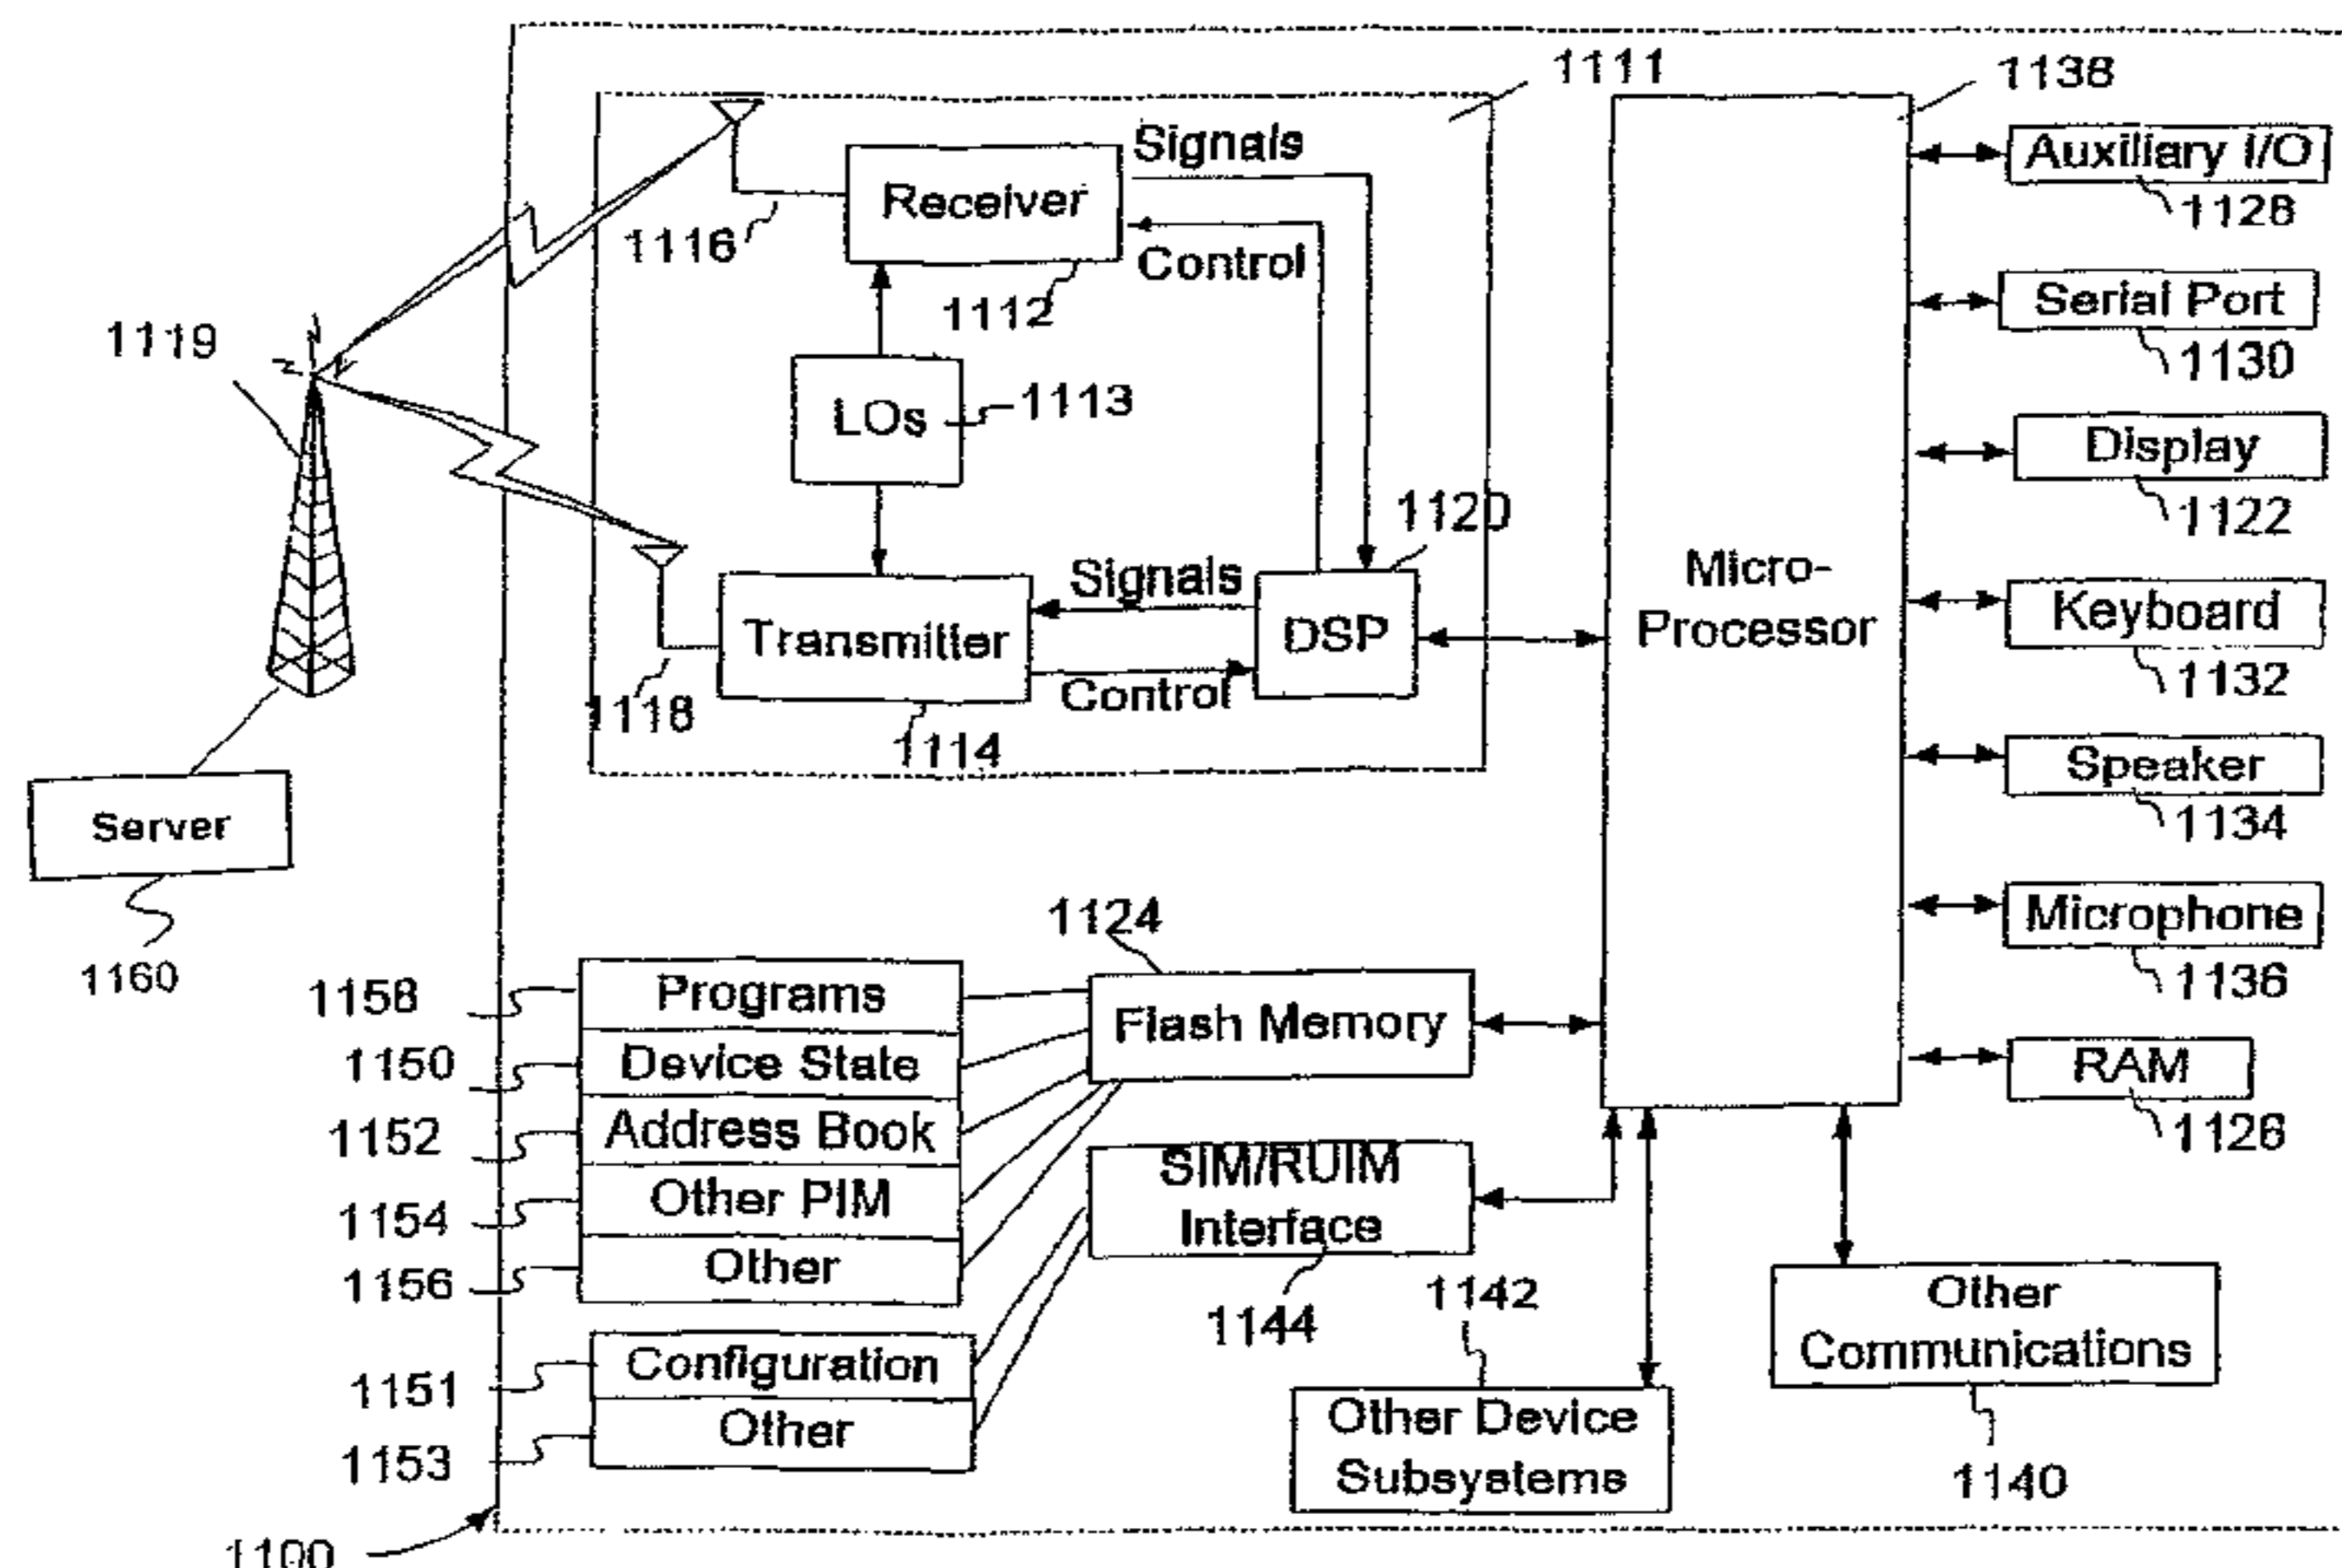 1111
1138
Signals
Auxiliary I/O
Receiver
1128
1116
Control
1112
Serial Port
1119
1130
LOs
1113
Display
1120
1122
Signals
Micro-
Processor
Keyboard
Transmitter
DSP
1132
Control
1118
1114
Speaker
Server
1134
1124
Microphone
1160
1158
Programs
1136
Flash Memory
1150
Device State
RAM
1152
Address Book
1126
SIM/RUIM
Interface
1154
Other PIM
1156
Other
1142
1144
Other
Communications
Configuration
1151
Other Device
Subsystems
Other
1153
1140
1100